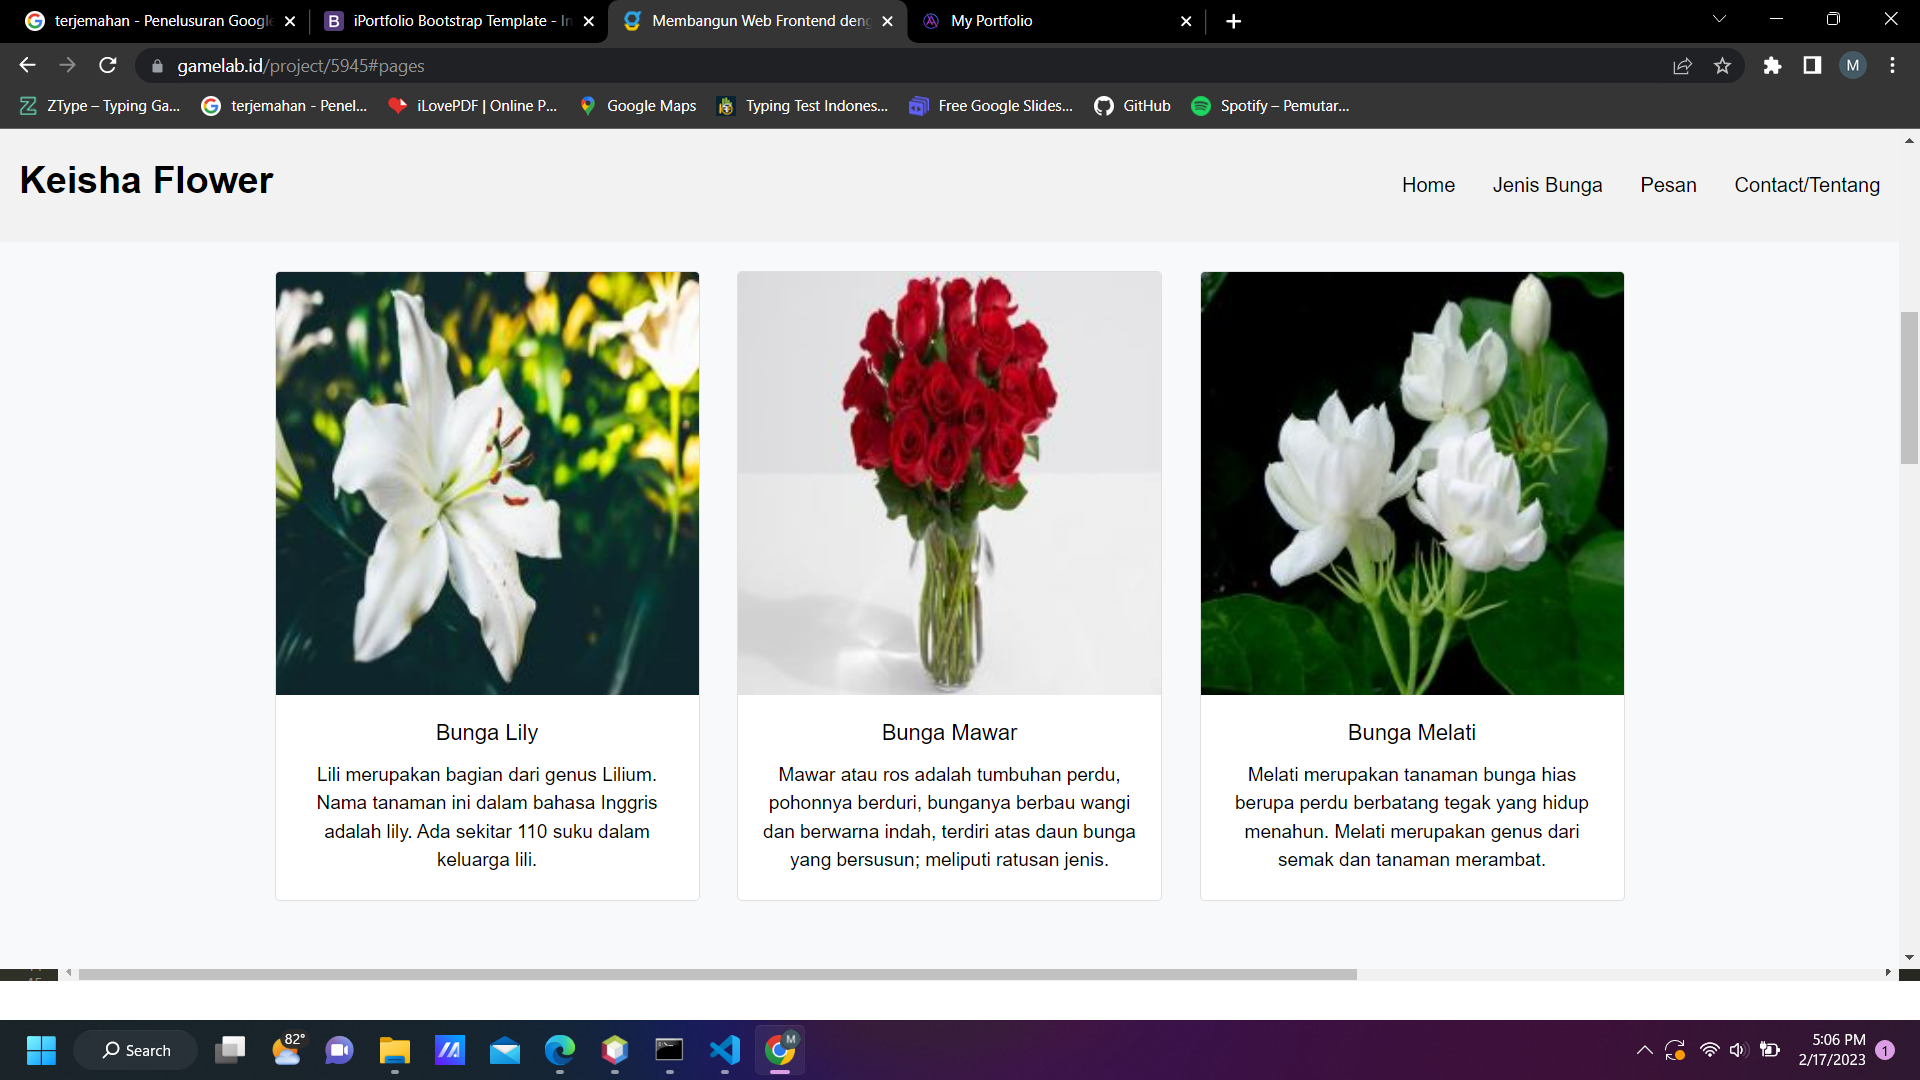 terjemahan - Penelusuran Google
iPortfolio Bootstrap Template - In
Membangun Web Frontend deng
My Portfolio
gamelab.id/project/5945#pages
M
ZType – Typing Ga...
terjemahan - Penel...
iLovePDF | Online P...
Google Maps
Typing Test Indones...
Free Google Slides...
GitHub
Spotify – Pemutar...
Keisha Flower
Home
Jenis Bunga
Pesan
Contact/Tentang
Bunga Lily
Lili merupakan bagian dari genus Lilium.
Nama tanaman ini dalam bahasa Inggris
adalah lily. Ada sekitar 110 suku dalam
keluarga lili.
Bunga Mawar
Mawar atau ros adalah tumbuhan perdu,
pohonnya berduri, bunganya berbau wangi
dan berwarna indah, terdiri atas daun bunga
yang bersusun; meliputi ratusan jenis.
Bunga Melati
Melati merupakan tanaman bunga hias
berupa perdu berbatang tegak yang hidup
menahun. Melati merupakan genus dari
semak dan tanaman merambat.
Search
82°
M
5:06 PM
2/17/2023
1